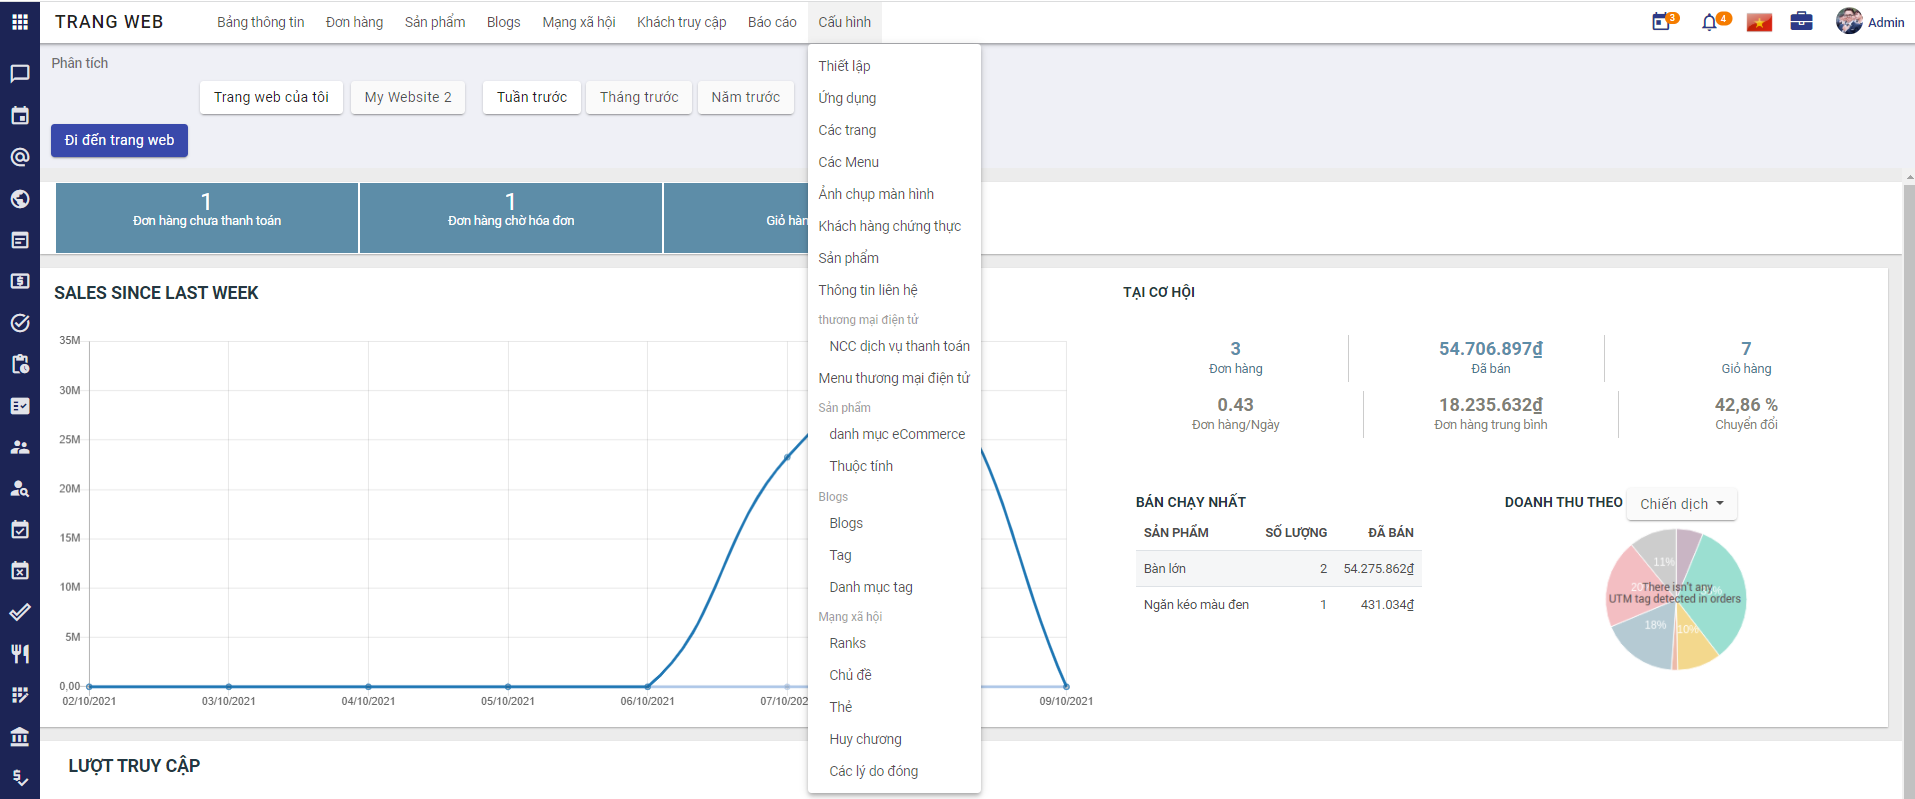 TRANG WEB
Bảng thông tin
Đơn hàng
Sản phẩm
Blogs
Mạng xã hội
Khách truy cập
Báo cáo
Cấu hình
3
4
Admin
Phân tích
Trang web của tôi
My Website 2
Tuần trước
Tháng trước
Năm trước
Đi đến trang web
1
Đơn hàng chưa thanh toán
1
Đơn hàng chờ hóa đơn
Giỏ hàn
Thiết lập
Ứng dụng
Các trang
Các Menu
Ảnh chụp màn hình
Khách hàng chứng thực
Sản phẩm
Thông tin liên hệ
thương mại điện tử
NCC dịch vụ thanh toán
Menu thương mại điện tử
Sản phẩm
danh mục eCommerce
Thuộc tính
Blogs
Blogs
Tag
Danh mục tag
Mạng xã hội
Ranks
Chủ đề
Thẻ
Huy chương
Các lý do đóng
SALES SINCE LAST WEEK
35M
30M
25M
20M
15M
10M
5M
0,00
02/10/2021
03/10/2021
04/10/2021
05/10/2021
06/10/2021
07/10/202
09/10/2021
TẠI CƠ HỘI
3
Đơn hàng
54.706.897₫
Đã bán
7
Giỏ hàng
0.43
Đơn hàng/Ngày
18.235.632₫
Đơn hàng trung bình
42,86 %
Chuyển đổi
BÁN CHẠY NHẤT
SẢN PHẨM SỐ LƯỢNG ĐÃ BÁN
Bàn lớn 2 54.275.862₫
Ngăn kéo màu đen 1 431.034₫
DOANH THU THEO
Chiến dịch
11%
There isn't any
UTM tag detected in orders
18%
10%
LƯỢT TRUY CẬP